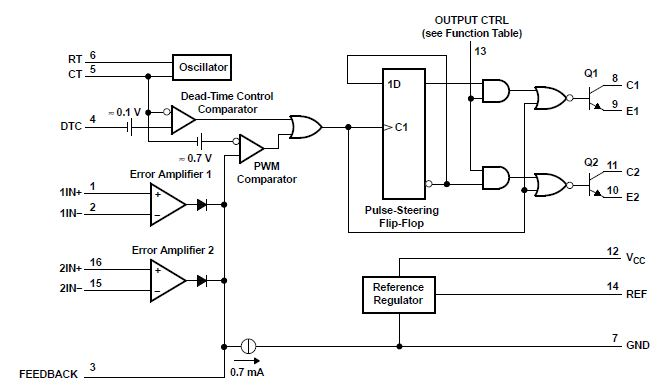 OUTPUT CTRL
(see Function Table)
13
RT 6
CT 5
Oscillator
Dead-Time Control
Comparator
≈ 0.1 V
DTC 4
≈ 0.7 V
PWM
Comparator
1D
C1
Pulse-Steering
Flip-Flop
Q1
8 C1
9 E1
Q2
11 C2
10 E2
Error Amplifier 1
1IN+ 1
1IN− 2
+
−
Error Amplifier 2
2IN+ 16
2IN− 15
+
−
12 VCC
Reference
Regulator
14 REF
7 GND
0.7 mA
FEEDBACK 3